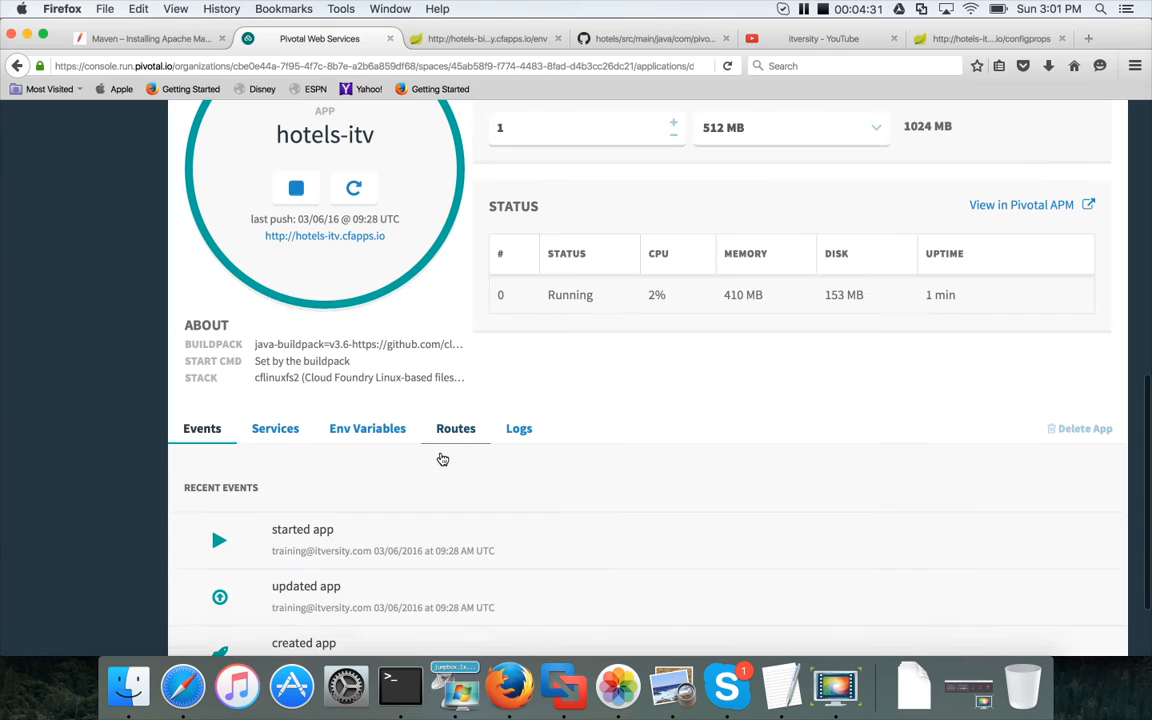 Firefox File Edit View History Bookmarks Tools Window Help 00:04:31 Sun 3:01 PM
Maven – Installing Apache Ma... Pivotal Web Services http://hotels-bi...y.cfapps.io/env hotels/src/main/java/com/pivo... itversity - YouTube http://hotels-it....io/configprops
https://console.run.pivotal.io/organizations/cbe0e44a-7f95-4f7c-8b7e-a2b6a859df68/spaces/45ab58f9-f774-4483-8fad-d4b3cc26dc21/applications/d Search
Most Visited Apple Getting Started Disney ESPN Yahoo! Getting Started
APP
hotels-itv
last push: 03/06/16 @ 09:28 UTC
http://hotels-itv.cfapps.io
1 512 MB 1024 MB
STATUS View in Pivotal APM
# STATUS CPU MEMORY DISK UPTIME
0 Running 2% 410 MB 153 MB 1 min
ABOUT
BUILDPACK java-buildpack=v3.6-https://github.com/cl...
START CMD Set by the buildpack
STACK cflinuxfs2 (Cloud Foundry Linux-based files...
Events Services Env Variables Routes Logs Delete App
RECENT EVENTS
started app
training@itversity.com 03/06/2016 at 09:28 AM UTC
updated app
training@itversity.com 03/06/2016 at 09:28 AM UTC
created app
jumpbox.1x...
1